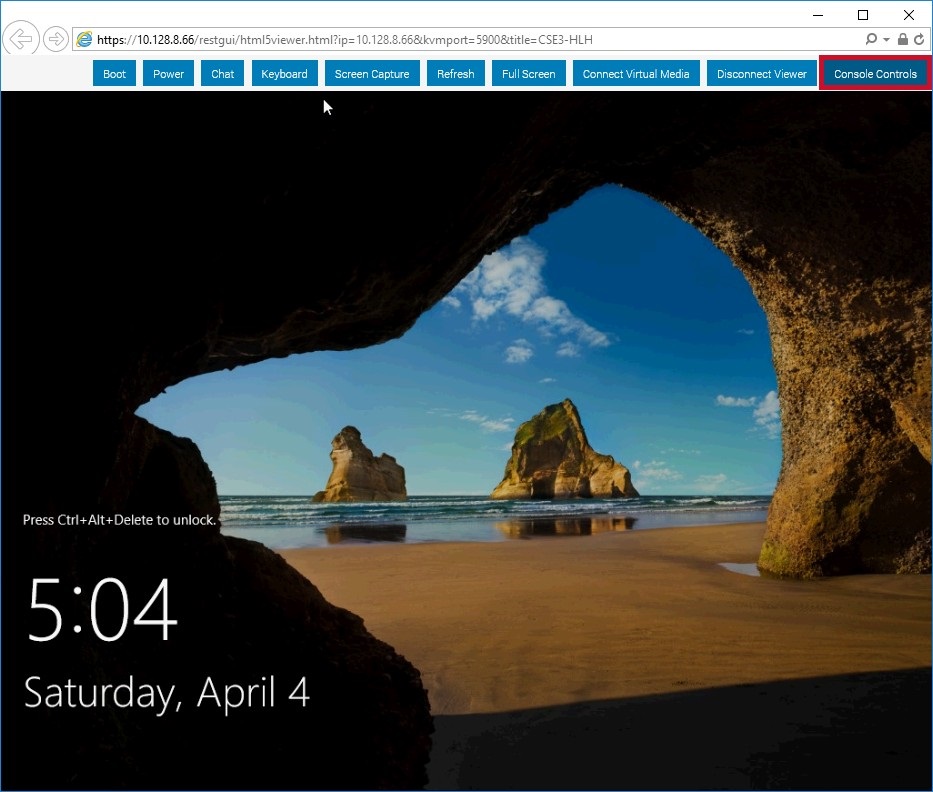 https://10.128.8.66/restgui/html5viewer.html?ip=10.128.8.66&kvmport=5900&title=CSE3-HLH
Boot Power Chat Keyboard Screen Capture Refresh Full Screen Connect Virtual Media Disconnect Viewer Console Controls
Press Ctrl+Alt+Delete to unlock.
5:04
Saturday, April 4